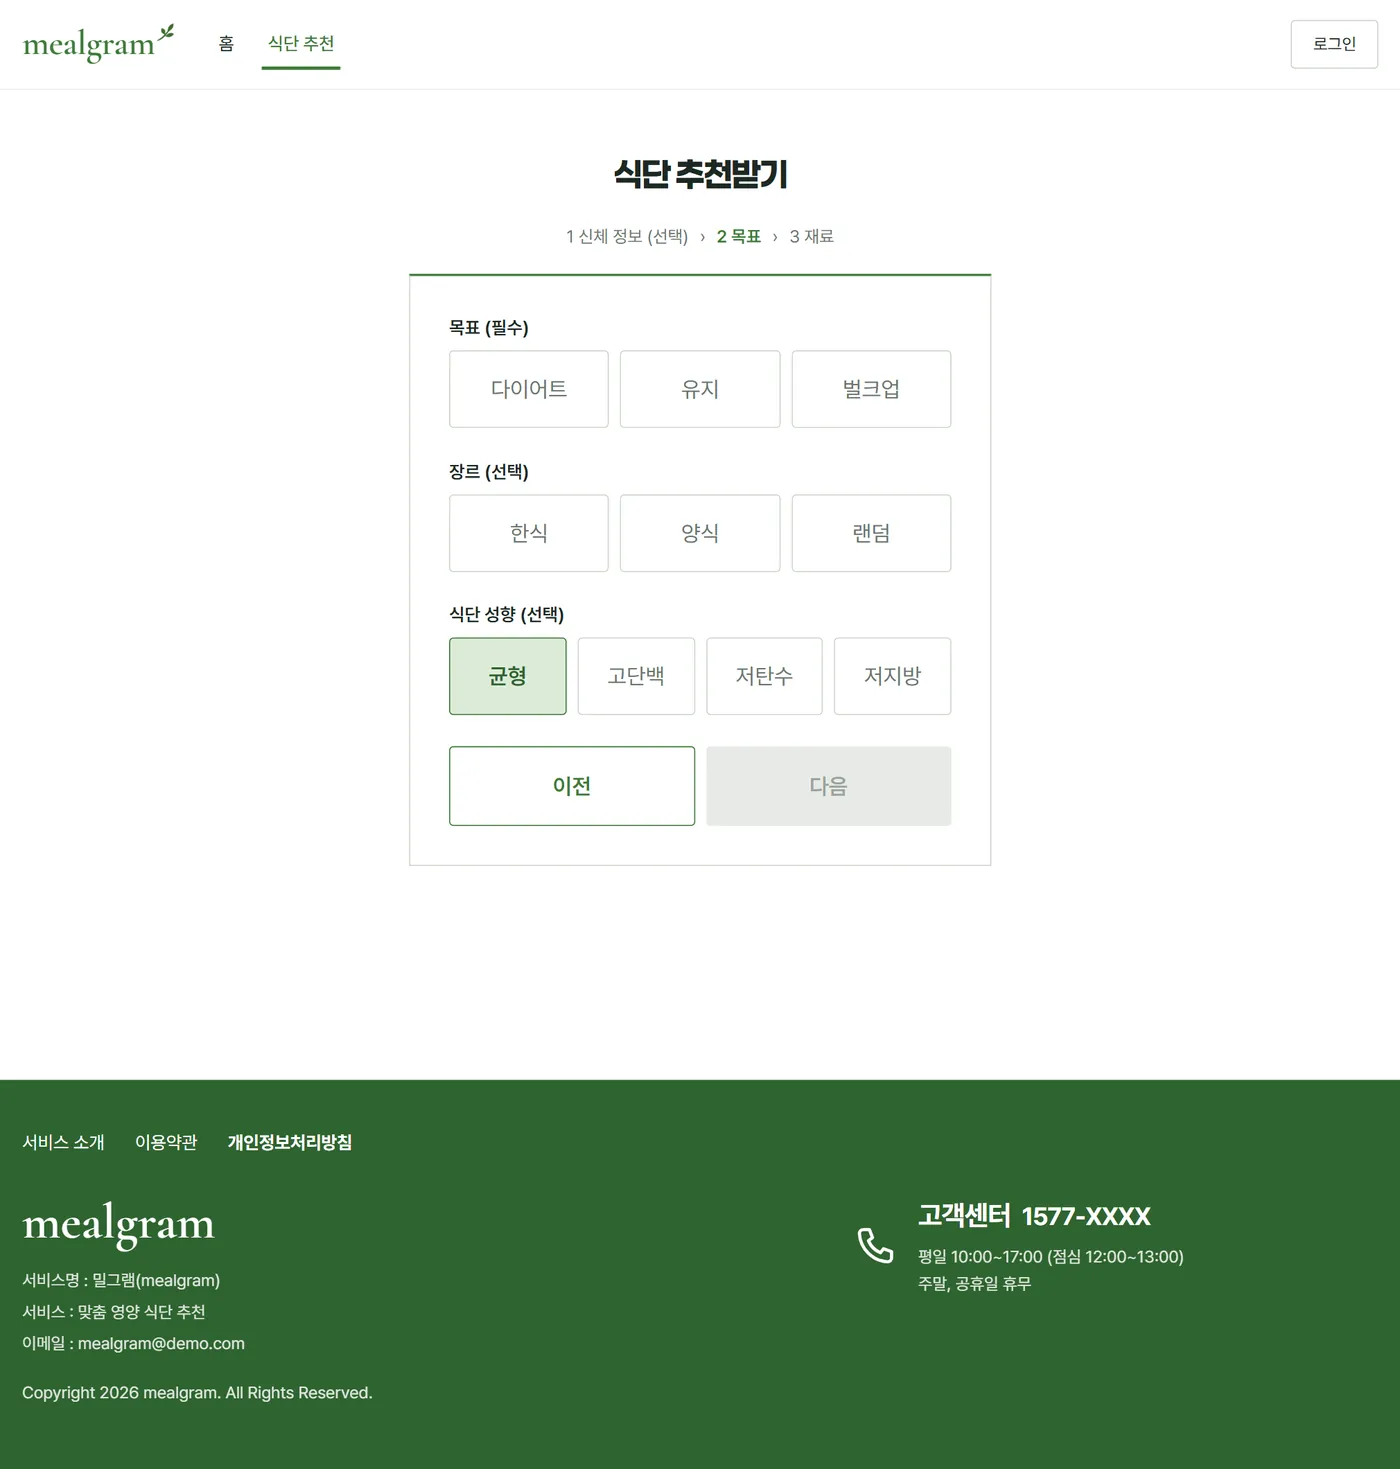 mealgram 홈 식단 추천 로그인
식단 추천받기
1 신체 정보 (선택) › 2 목표 › 3 재료
목표 (필수)
다이어트 유지 벌크업
장르 (선택)
한식 양식 랜덤
식단 성향 (선택)
균형 고단백 저탄수 저지방
이전 다음
서비스 소개 이용약관 개인정보처리방침
mealgram
서비스명 : 밀그램(mealgram)
서비스 : 맞춤 영양 식단 추천
이메일 : mealgram@demo.com
고객센터 1577-XXXX
평일 10:00~17:00 (점심 12:00~13:00)
주말, 공휴일 휴무
Copyright 2026 mealgram. All Rights Reserved.